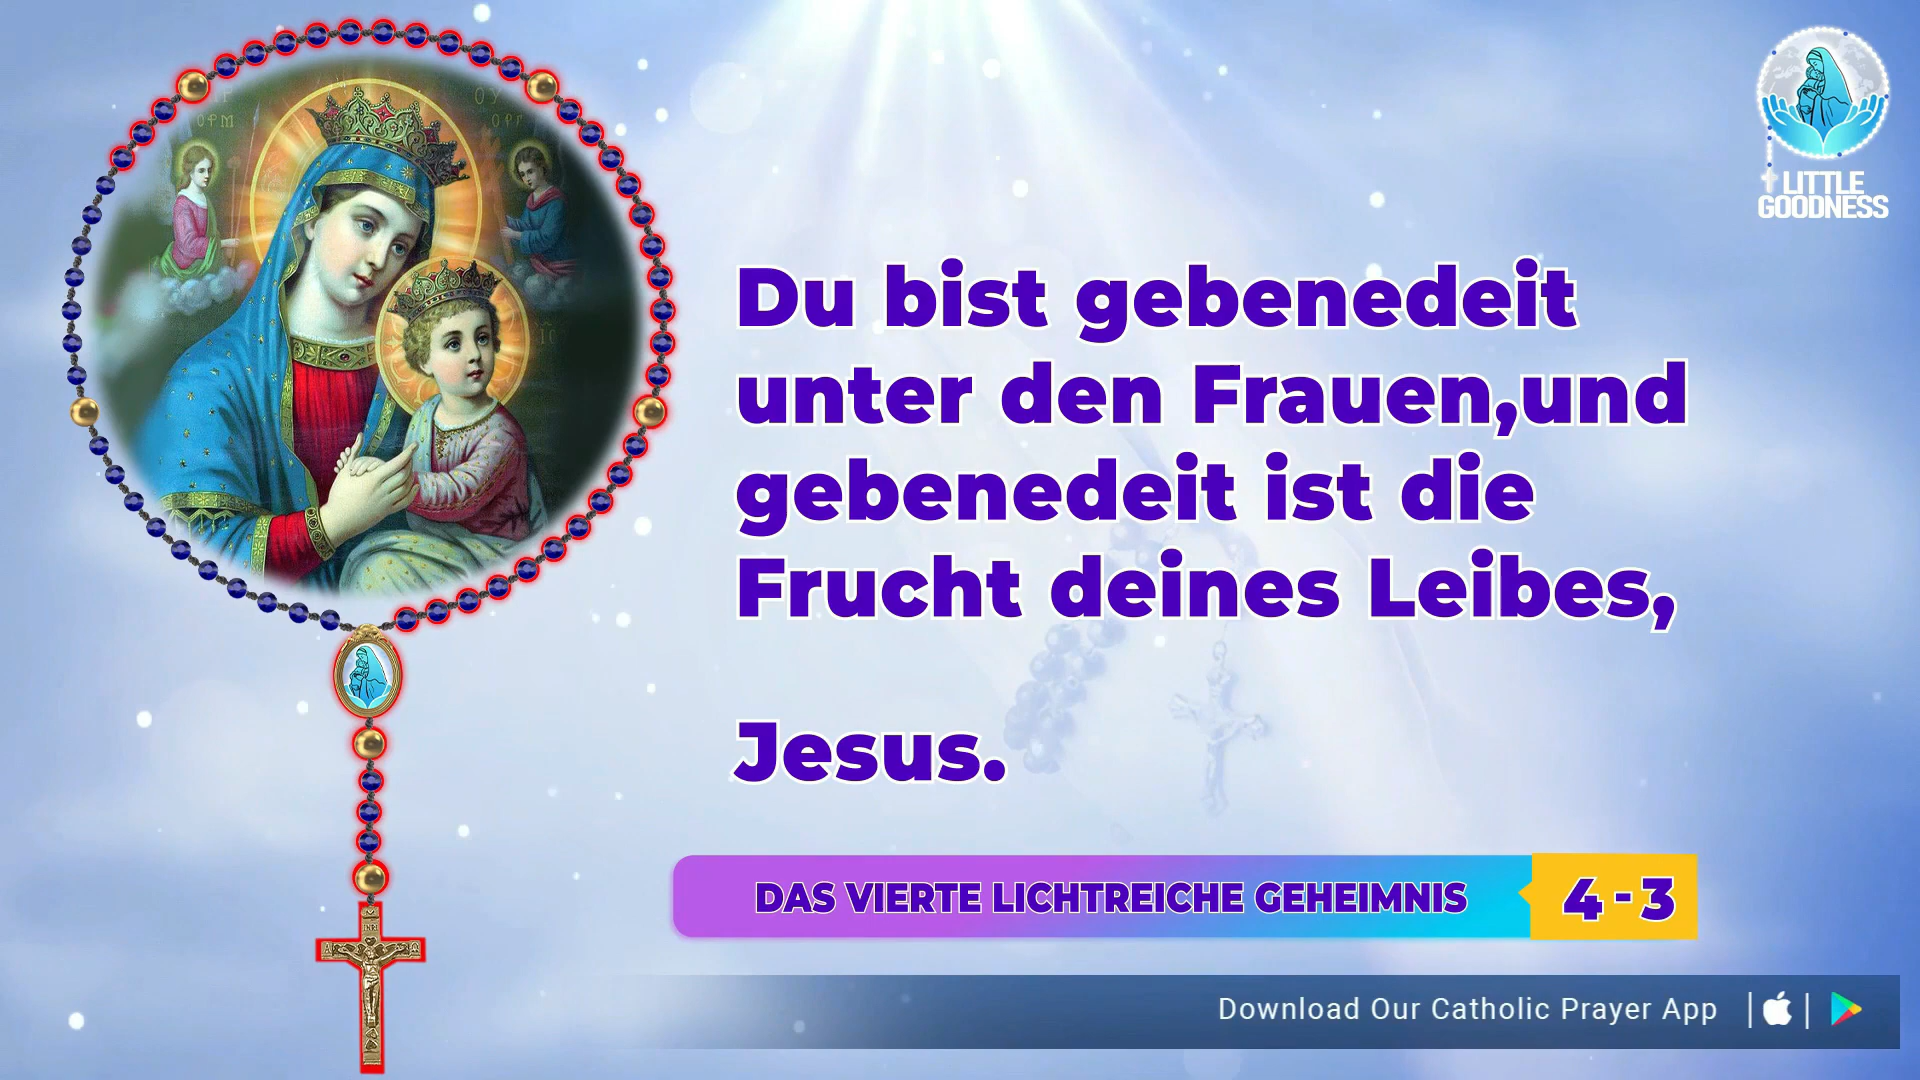 LITTLE
GOODNESS
Du bist gebenedeit
unter den Frauen,und
gebenedeit ist die
Frucht deines Leibes,
Jesus.
DAS VIERTE LICHTREICHE GEHEIMNIS
4 - 3
INRI
Download Our Catholic Prayer App